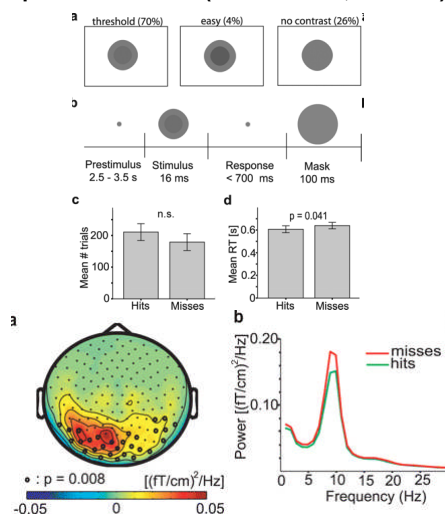 a
threshold (70%) easy (4%) no contrast (26%)
b
Prestimulus Stimulus Response Mask
2.5 - 3.5 s 16 ms < 700 ms 100 ms
c
n.s.
Mean # trials
200
100
0
Hits Misses
d
p = 0.041
Mean RT [s]
0.6
0.4
0.2
0
Hits Misses
a
: p = 0.008
[(fT/cm)²/Hz]
-0.05 0 0.05
b
Power [(fT/cm)²/Hz]
0.20
0.10
misses
hits
0 5 10 15 20 25
Frequency (Hz)